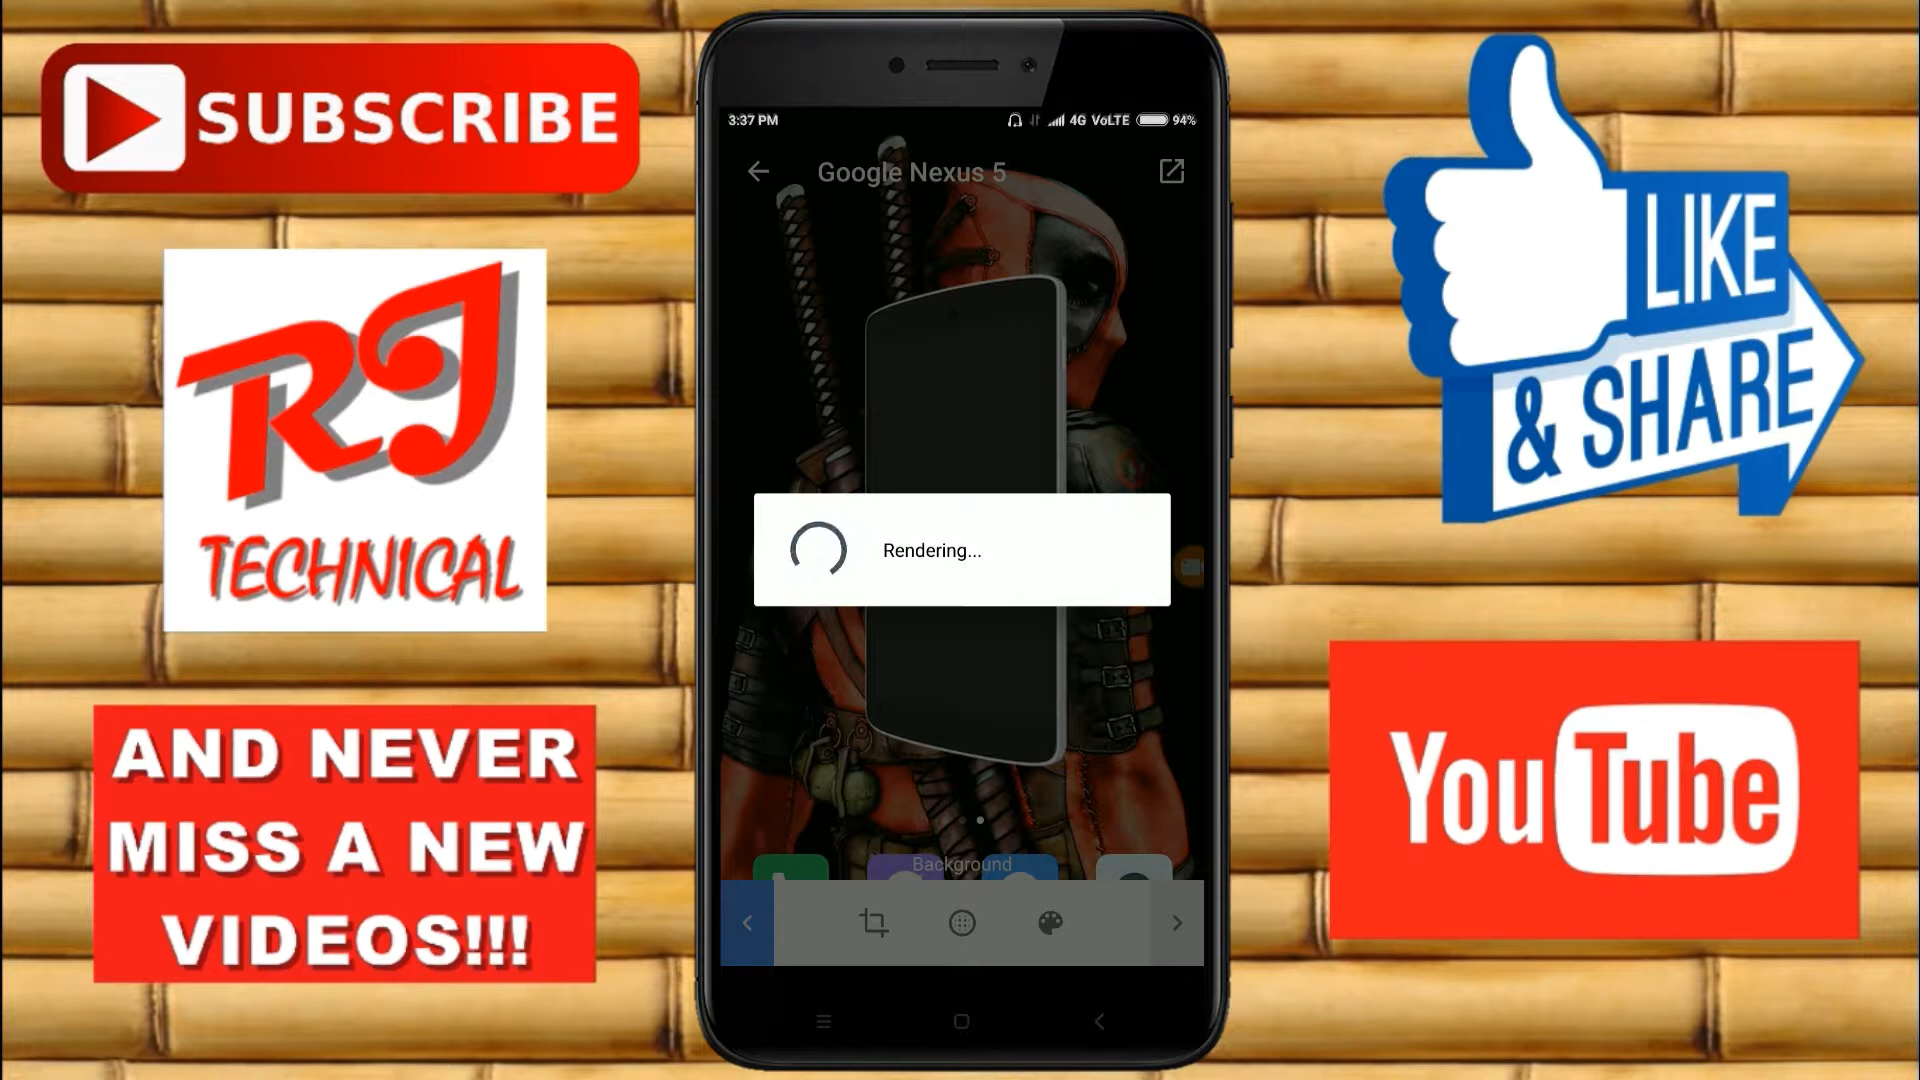 SUBSCRIBE
RJ
TECHNICAL
AND NEVER
MISS A NEW
VIDEOS!!!
3:37 PM
4G VoLTE 94%
Google Nexus 5
Rendering...
Background
LIKE
& SHARE
YouTube